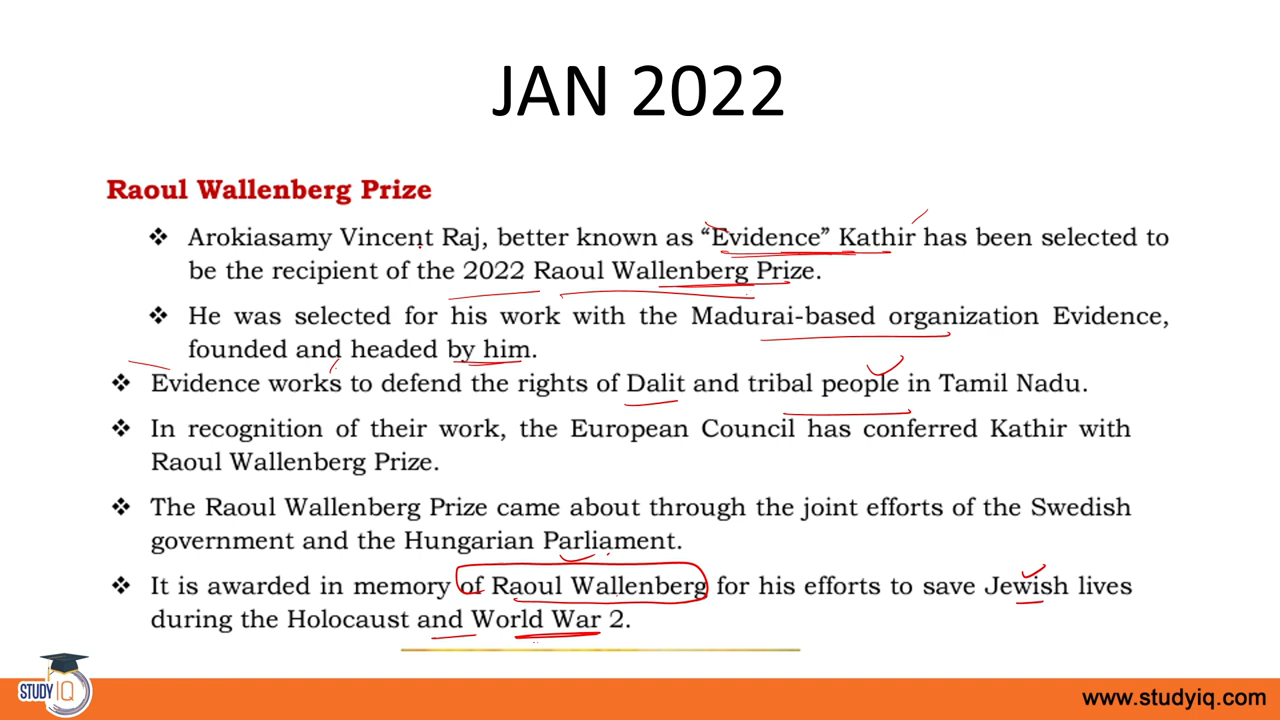 JAN 2022
Raoul Wallenberg Prize
❖ Arokiasamy Vincent Raj, better known as “Evidence” Kathir has been selected to
be the recipient of the 2022 Raoul Wallenberg Prize.
❖ He was selected for his work with the Madurai-based organization Evidence,
founded and headed by him.
❖ Evidence works to defend the rights of Dalit and tribal people in Tamil Nadu.
❖ In recognition of their work, the European Council has conferred Kathir with
Raoul Wallenberg Prize.
❖ The Raoul Wallenberg Prize came about through the joint efforts of the Swedish
government and the Hungarian Parliament.
❖ It is awarded in memory of Raoul Wallenberg for his efforts to save Jewish lives
during the Holocaust and World War 2.
STUDY IQ
www.studyiq.com